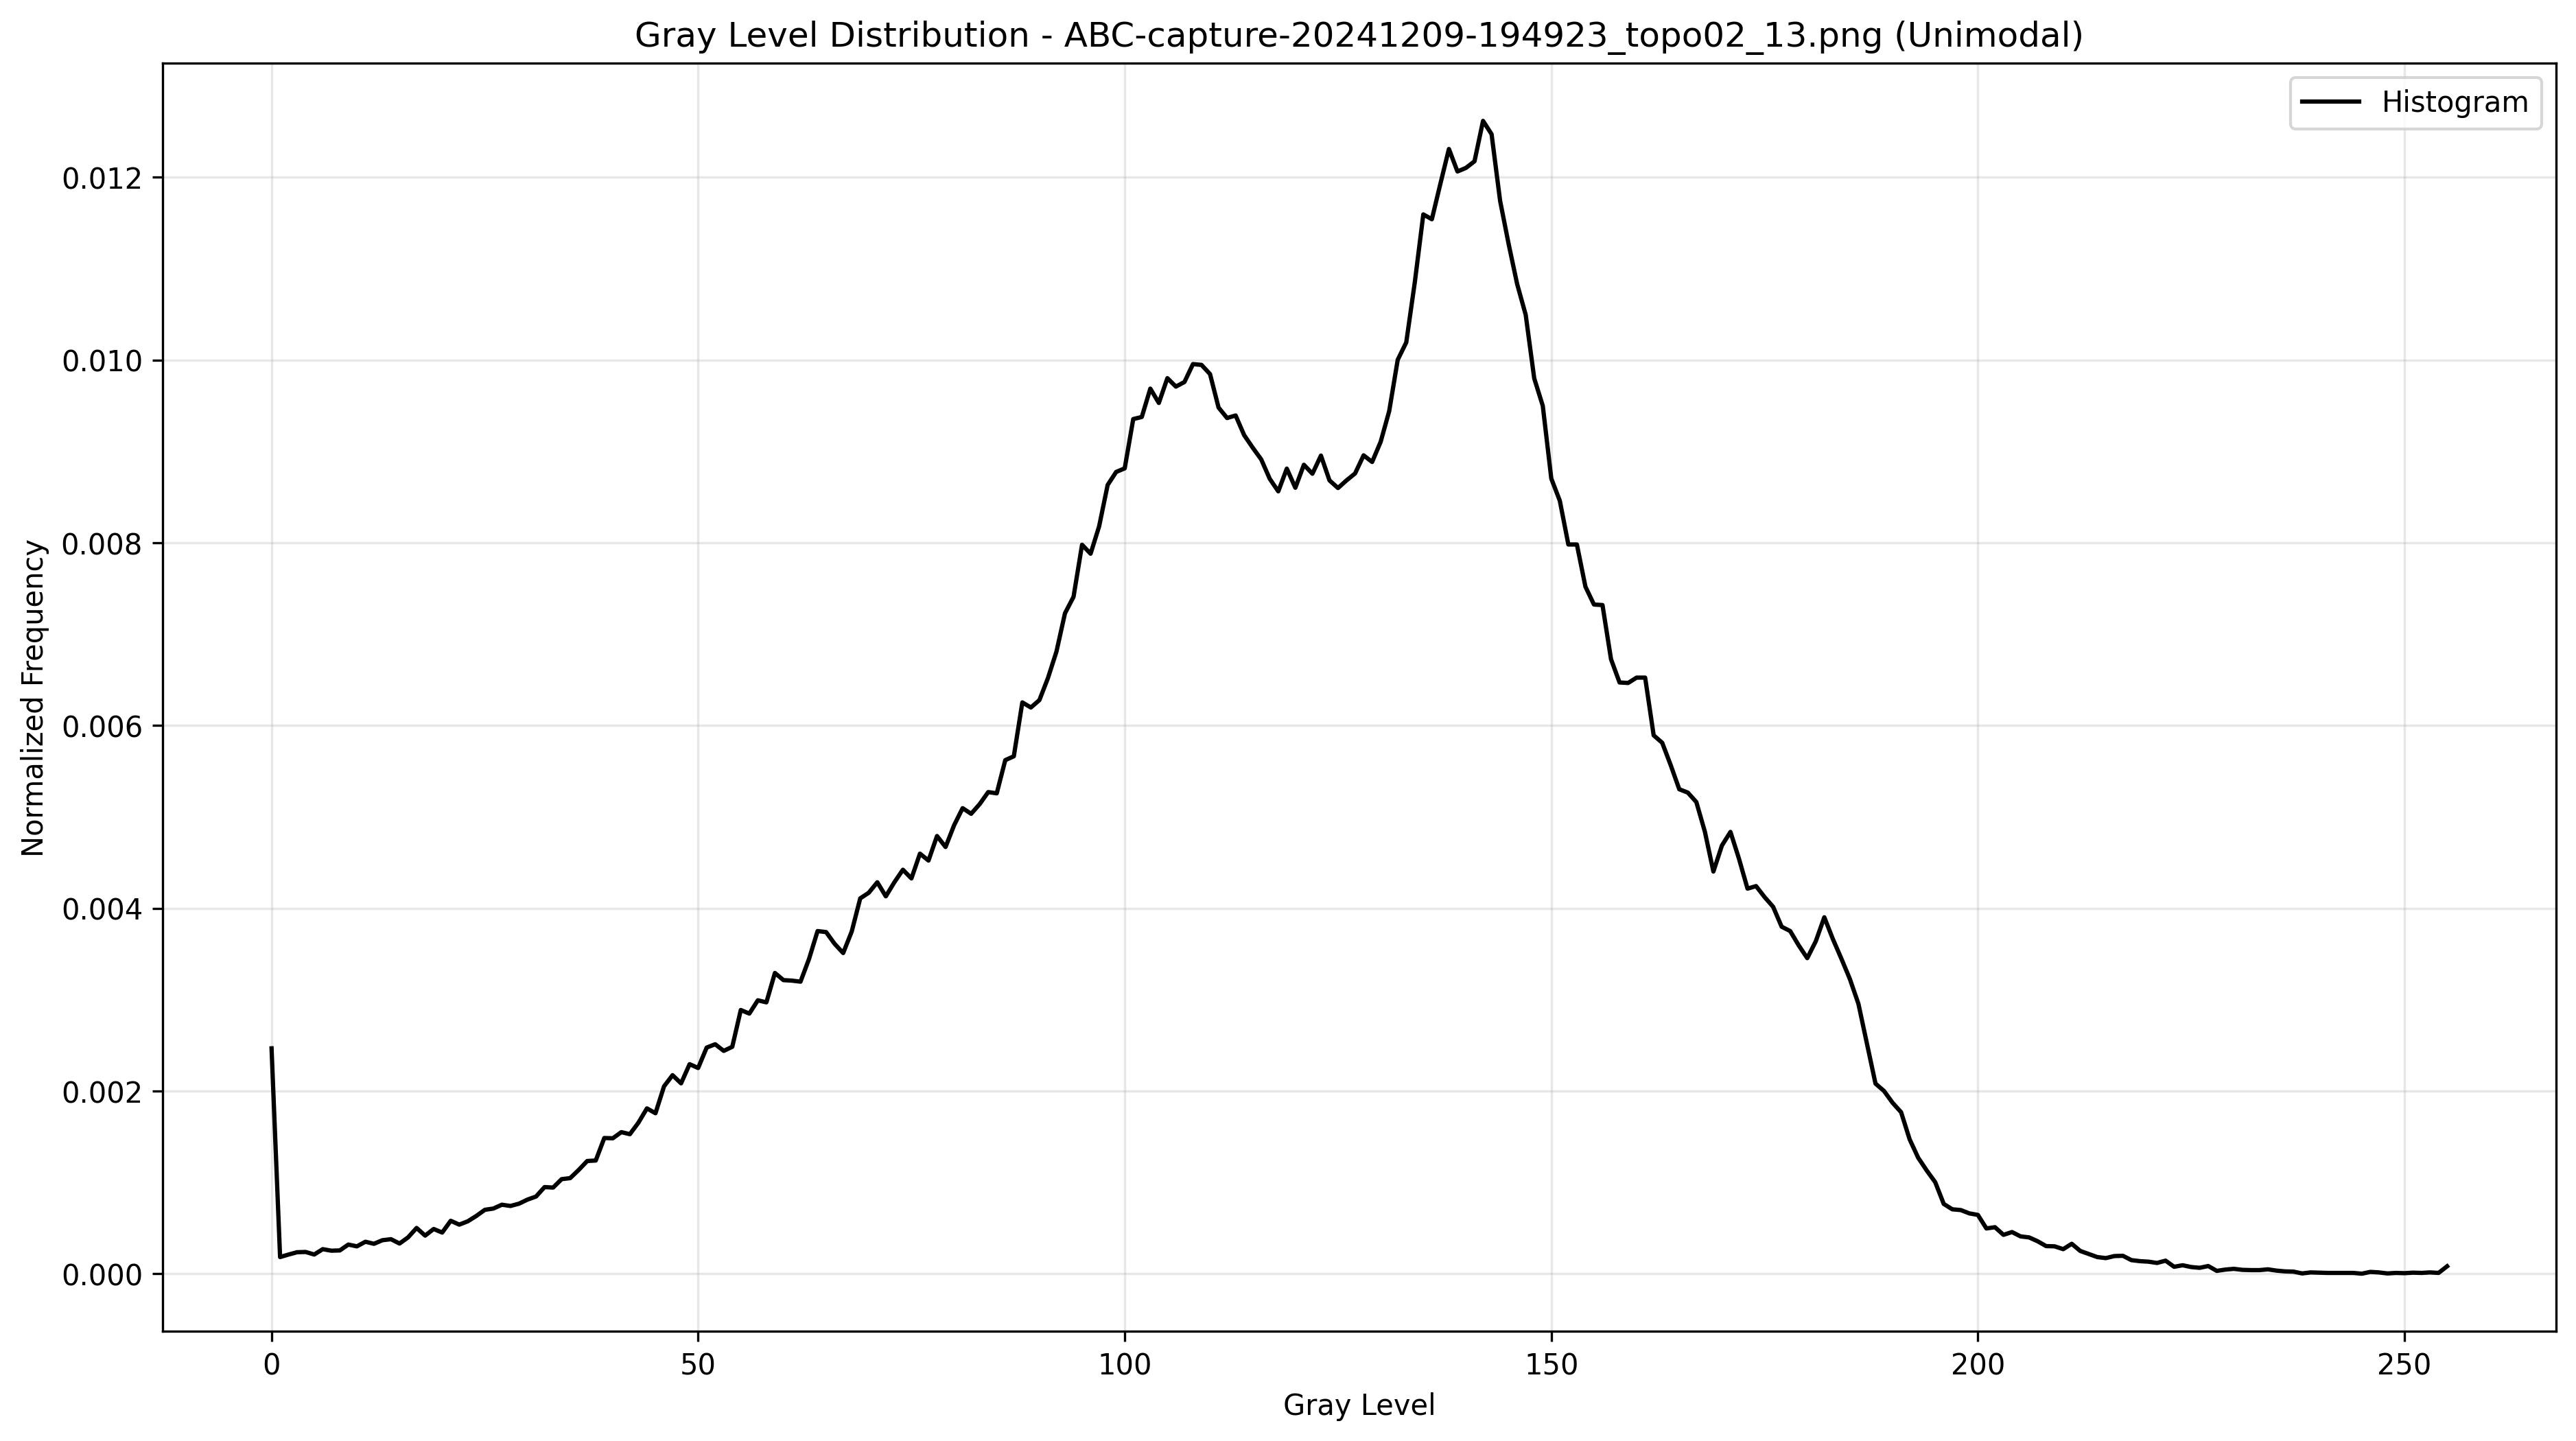 Gray Level Distribution - ABC-capture-20241209-194923_topo02_13.png (Unimodal)
Histogram
0.012
0.010
0.008
0.006
0.004
0.002
0.000
Normalized Frequency
0 50 100 150 200 250
Gray Level